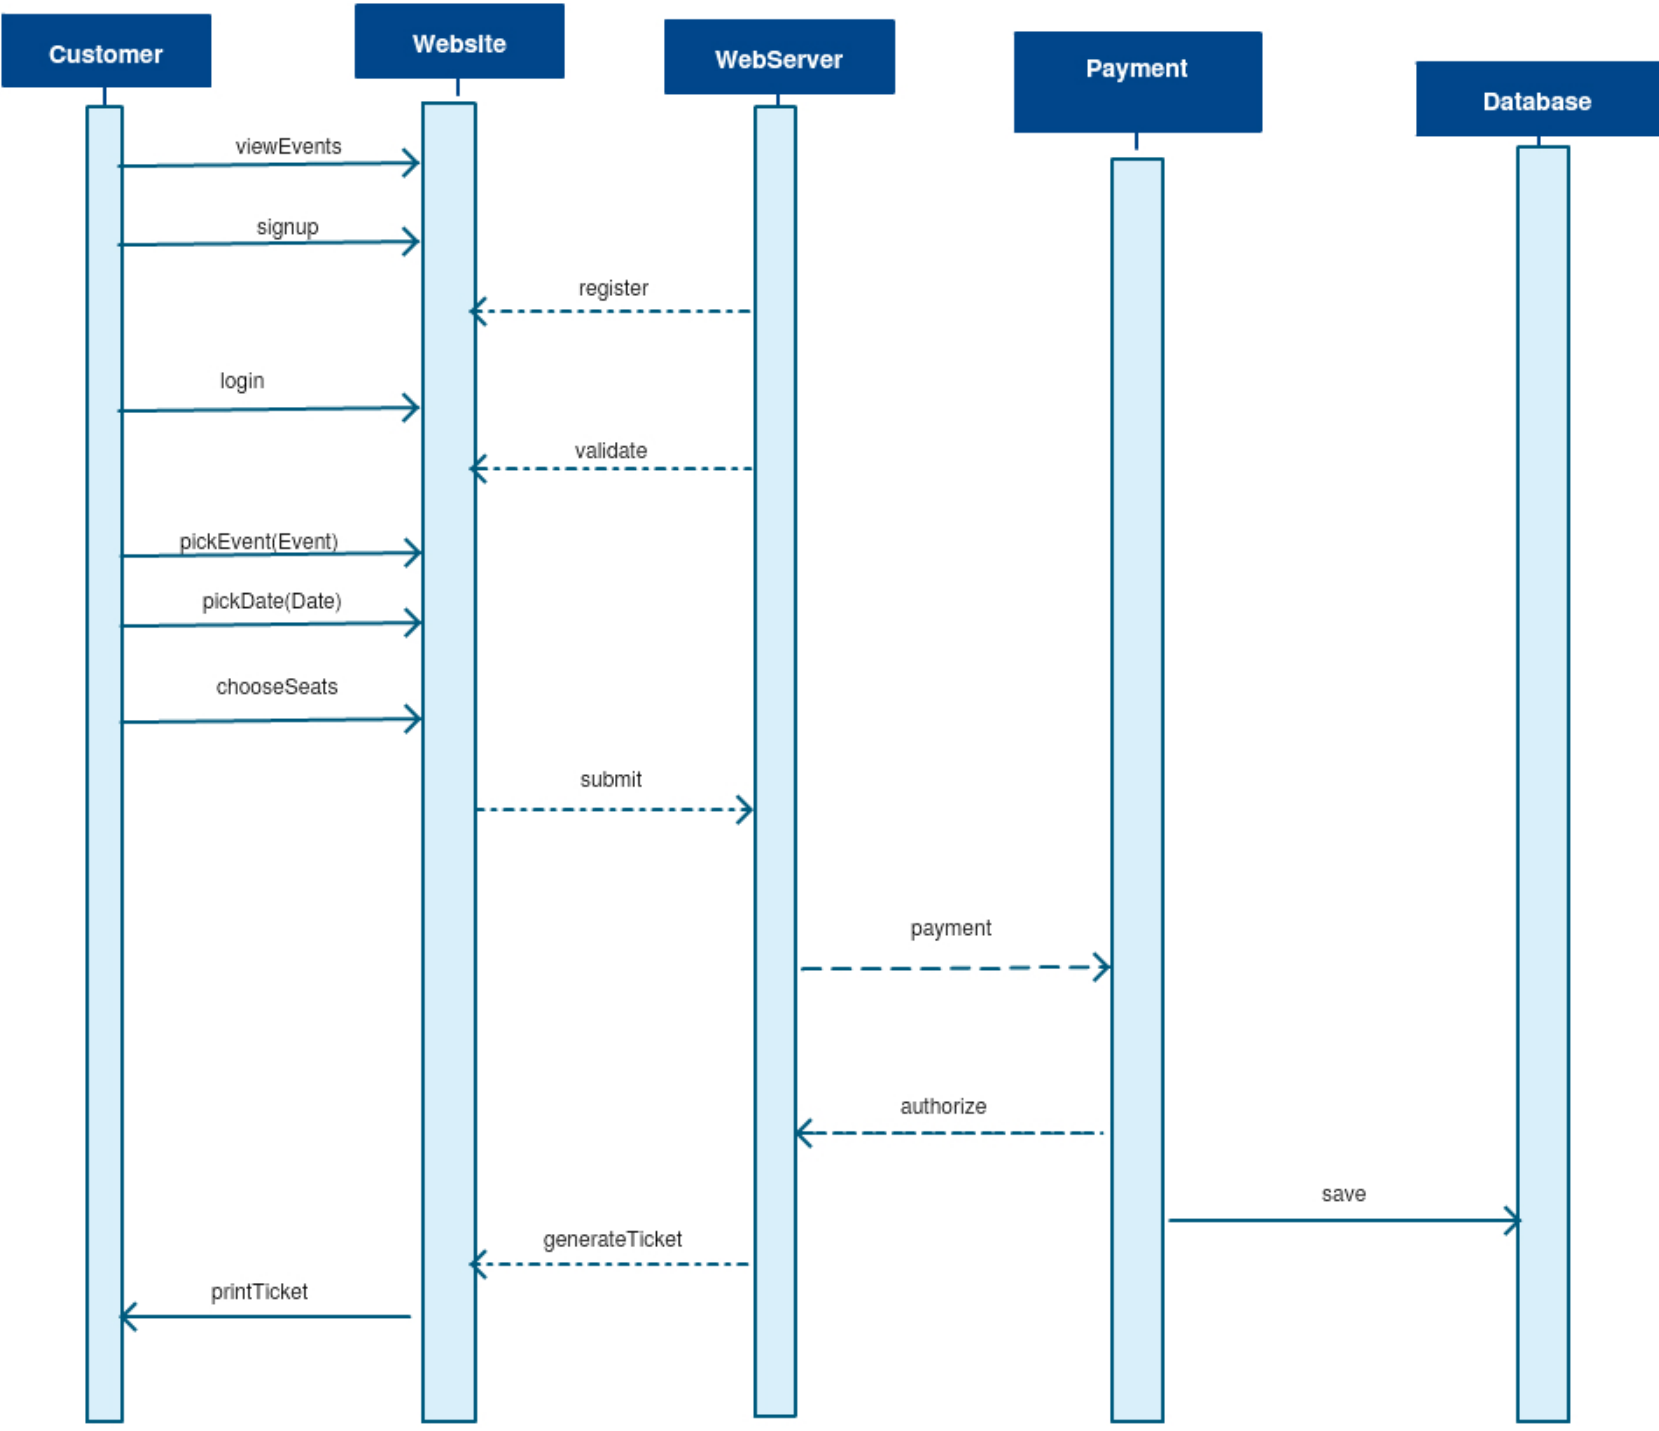 Customer
Website
WebServer
Payment
Database
viewEvents
signup
register
login
validate
pickEvent(Event)
pickDate(Date)
chooseSeats
submit
payment
authorize
save
generateTicket
printTicket